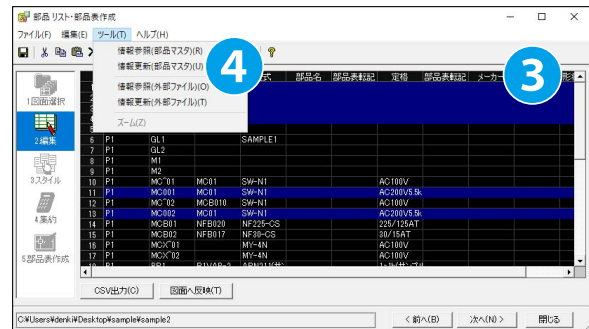 部品 リスト・部品表作成
ファイル(F) 編集(E) ツール(T) ヘルプ(H)
情報参照(部品マスタ)(R)
情報更新(部品マスタ)(U)
情報参照(外部ファイル)(O)
情報更新(外部ファイル)(T)
ズーム(Z)
4
3
式 部品名 部品表転記 定格 部品表転記 メーカー
1図面選択
2.編集
3.スタイル
4.集約
5.部品表作成
6 P1 GL1 SAMPLE1
7 P1 GL2
8 P1 M1
9 P1 M2
10 P1 MC^01 MC01 SW-N1 AC100V
11 P1 MC001 MC01 SW-N1 AC200V5.5k
12 P1 MC^02 MCB010 SW-N1 AC100V
13 P1 MC002 MC01 SW-N1 AC200V5.5k
14 P1 MCB01 NFB020 NF225-CS 225/125AT
15 P1 MCB02 NFB017 NF30-CS 30/15AT
16 P1 MCX^01 MY-4N AC100V
17 P1 MCX^02 MY-4N AC100V
CSV出力(C) 図面へ反映(T)
C:¥Users¥denki¥Desktop¥sample¥sample2 < 前へ(B) 次へ(N) > 閉じる